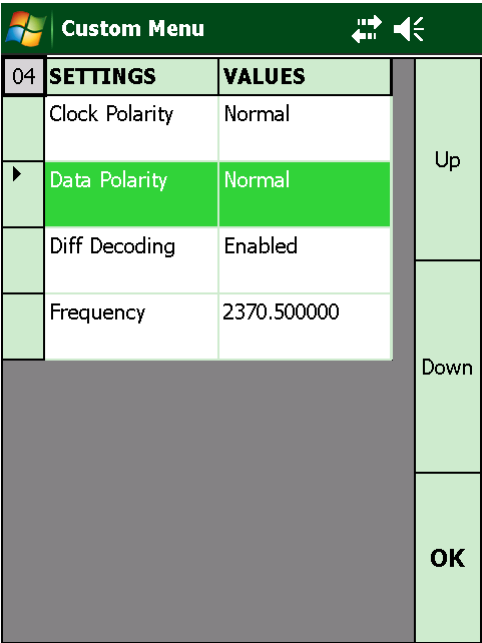 Custom Menu
04 SETTINGS VALUES
Clock Polarity Normal
Data Polarity Normal
Diff Decoding Enabled
Frequency 2370.500000
Up
Down
OK